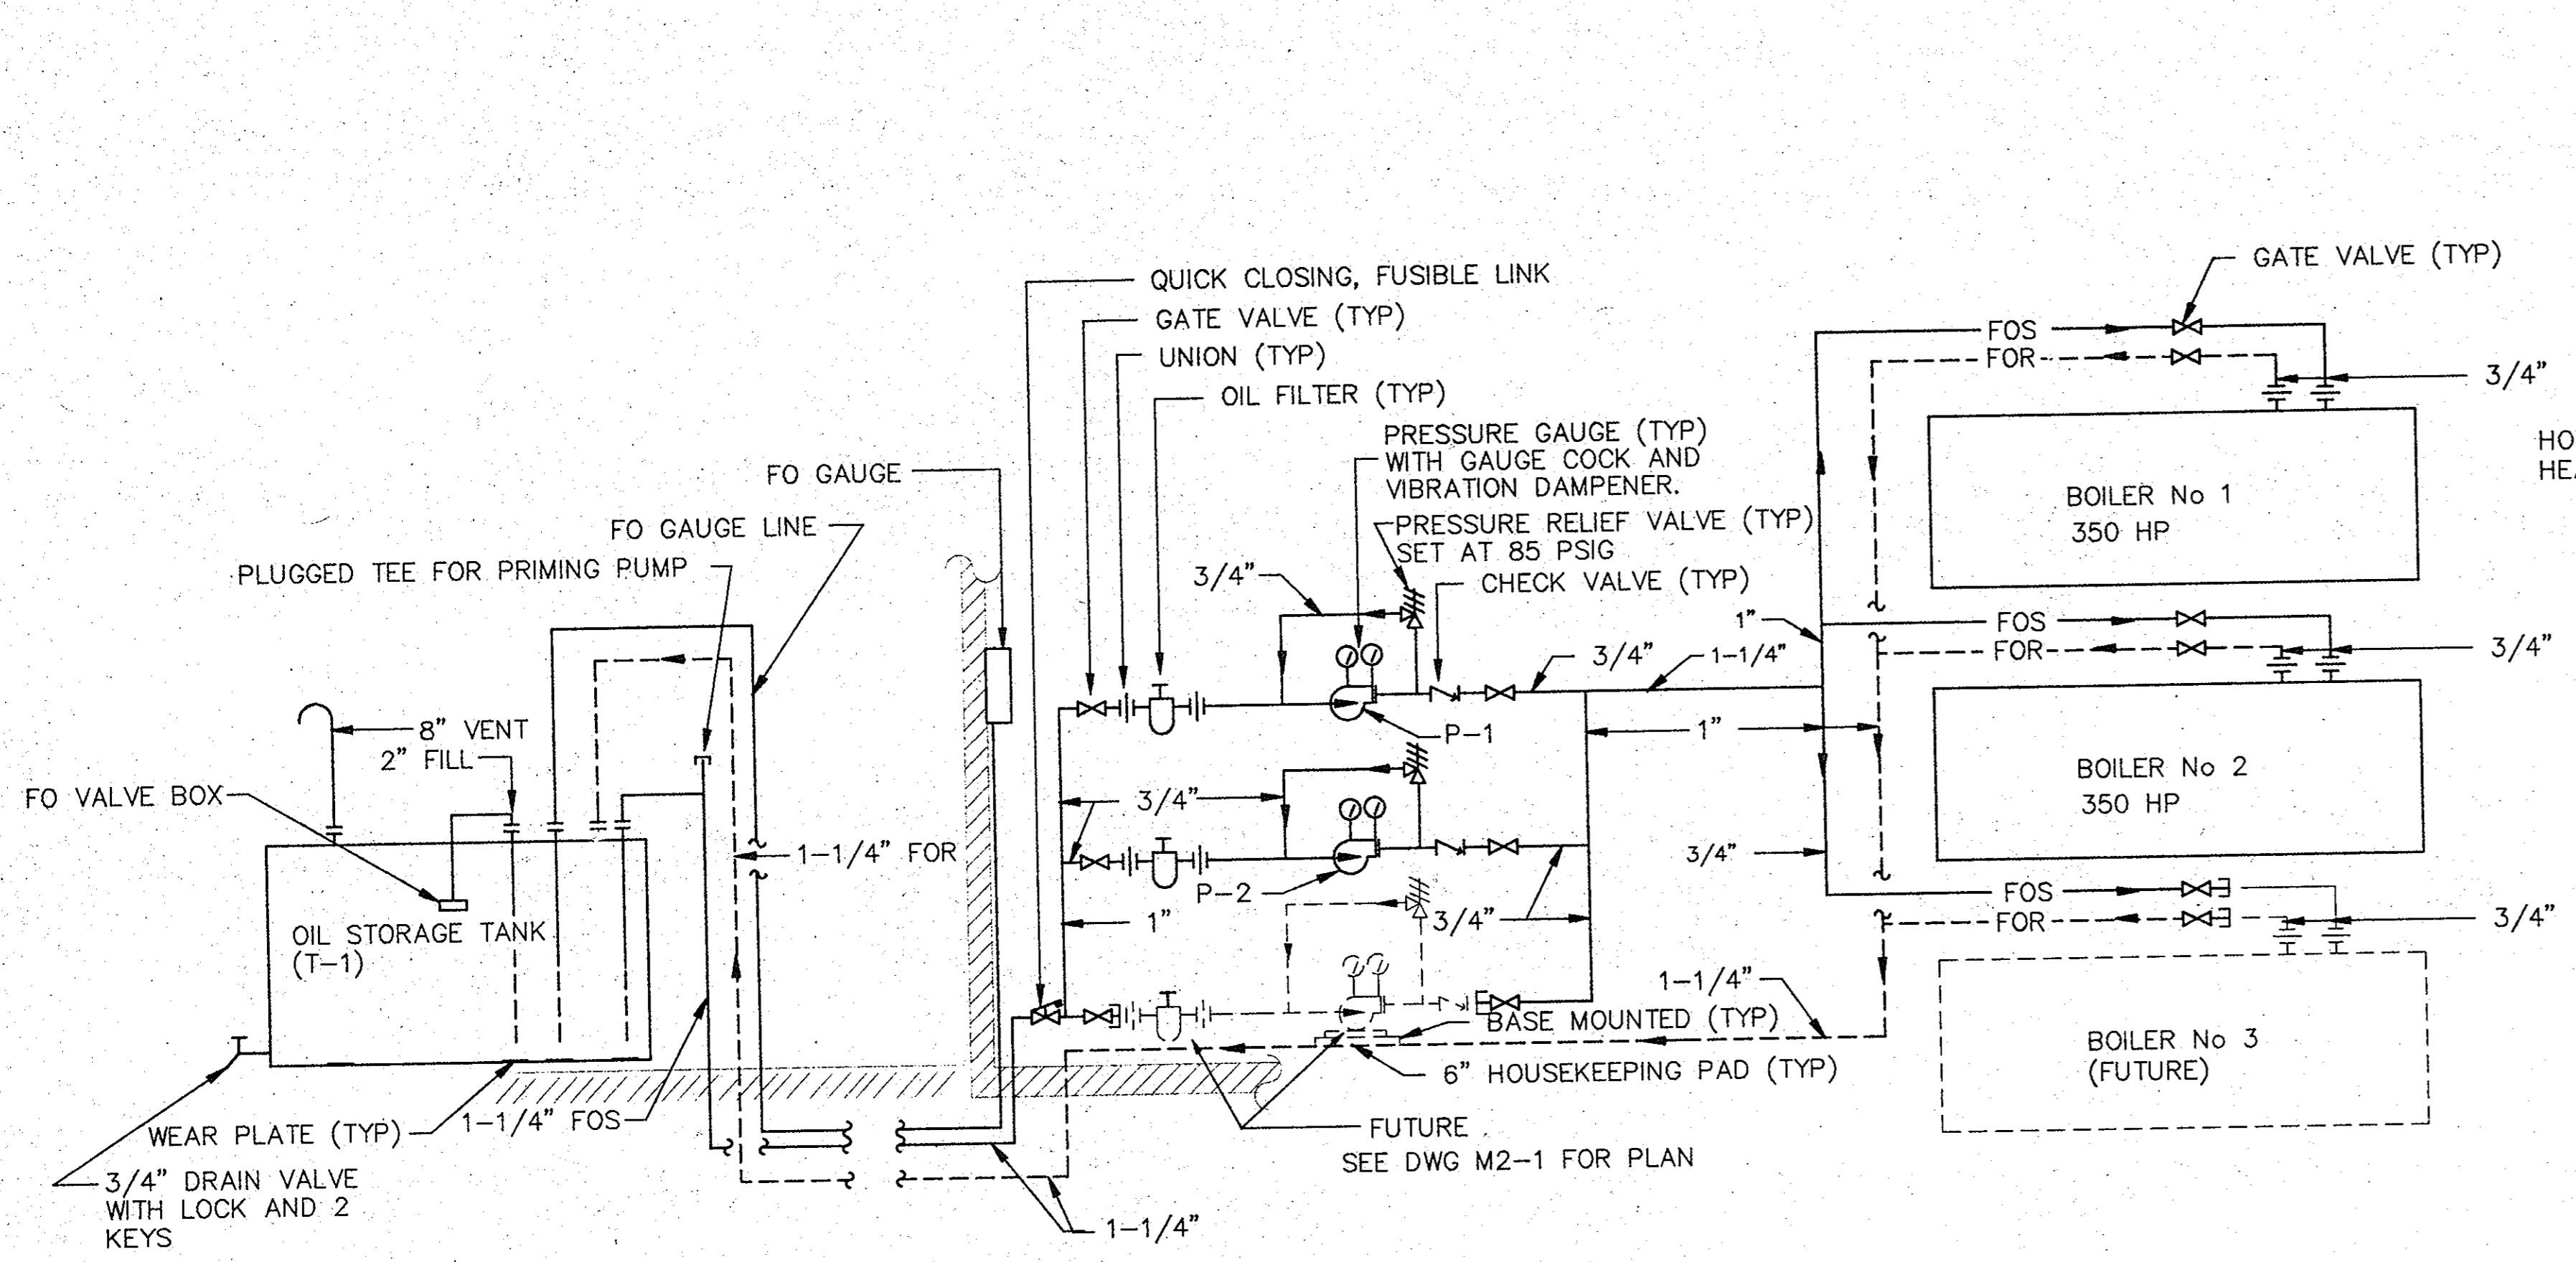 GATE VALVE (TYP)
QUICK CLOSING, FUSIBLE LINK
GATE VALVE (TYP)
UNION (TYP)
OIL FILTER (TYP)
PRESSURE GAUGE (TYP)
WITH GAUGE COCK AND
VIBRATION DAMPENER.
PRESSURE RELIEF VALVE (TYP)
SET AT 85 PSIG
CHECK VALVE (TYP)
FO GAUGE
FO GAUGE LINE
PLUGGED TEE FOR PRIMING PUMP
8" VENT
2" FILL
FO VALVE BOX
OIL STORAGE TANK
(T-1)
1-1/4" FOR
WEAR PLATE (TYP)
1-1/4" FOS
3/4" DRAIN VALVE
WITH LOCK AND 2
KEYS
1-1/4"
3/4"
3/4"
1-1/4"
P-1
3/4"
P-2
1"
3/4"
1"
1"
3/4"
1-1/4"
BASE MOUNTED (TYP)
6" HOUSEKEEPING PAD (TYP)
FUTURE
SEE DWG M2-1 FOR PLAN
FOS
FOR
3/4"
BOILER No 1
350 HP
HO
HEA
FOS
FOR
3/4"
BOILER No 2
350 HP
FOS
FOR
3/4"
BOILER No 3
(FUTURE)